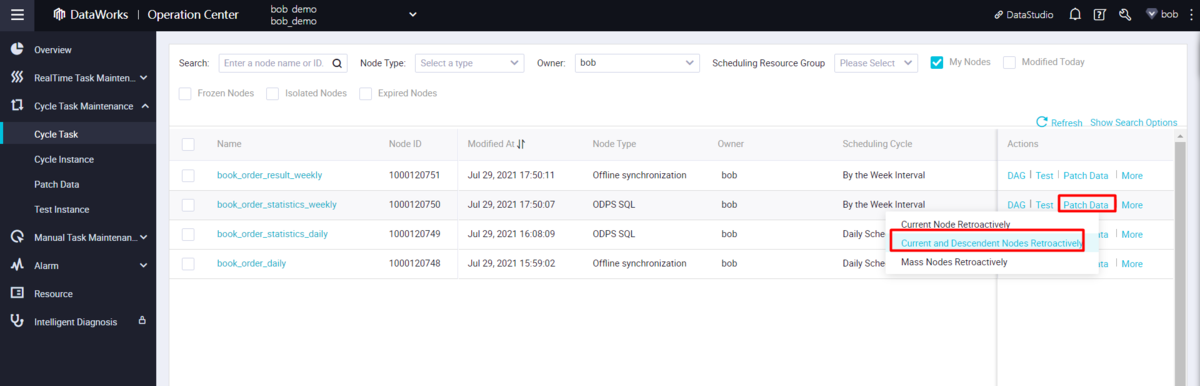 DataWorks | Operation Center
bob_demo
bob_demo
DataStudio
bob
Overview
RealTime Task Mainten...
Cycle Task Maintenance
Cycle Task
Cycle Instance
Patch Data
Test Instance
Manual Task Maintenan...
Alarm
Resource
Intelligent Diagnosis
Search: Enter a node name or ID. Node Type: Select a type Owner: bob Scheduling Resource Group Please Select My Nodes Modified Today
Frozen Nodes Isolated Nodes Expired Nodes
Refresh Show Search Options
Name Node ID Modified At Node Type Owner Scheduling Cycle Actions
book_order_result_weekly 1000120751 Jul 29, 2021 17:50:11 Offline synchronization bob By the Week Interval DAG | Test | Patch Data | More
book_order_statistics_weekly 1000120750 Jul 29, 2021 17:50:07 ODPS SQL bob By the Week Interval DAG | Test | Patch Data | More
book_order_statistics_daily 1000120749 Jul 29, 2021 16:08:09 ODPS SQL bob Daily Sche | More
book_order_daily 1000120748 Jul 29, 2021 15:59:02 Offline synchronization bob Daily Sche | More
Current Node Retroactively
Current and Descendent Nodes Retroactively
Mass Nodes Retroactively